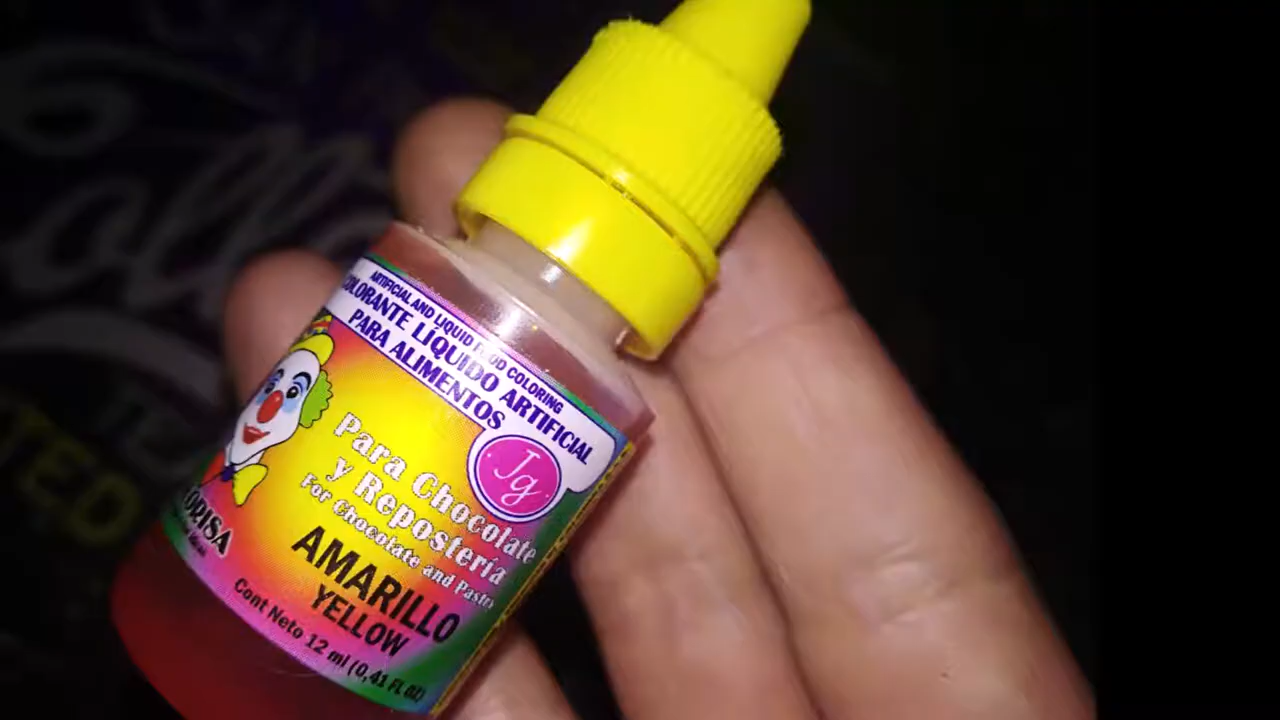 ARTIFICIAL AND LIQUID FOOD COLORING
COLORANTE LÍQUIDO ARTIFICIAL
PARA ALIMENTOS
Jg
Para Chocolate
y Repostería
For Chocolate and Pastry
AMARILLO
YELLOW
Cont Neto 12 ml (0,41 FL oz)